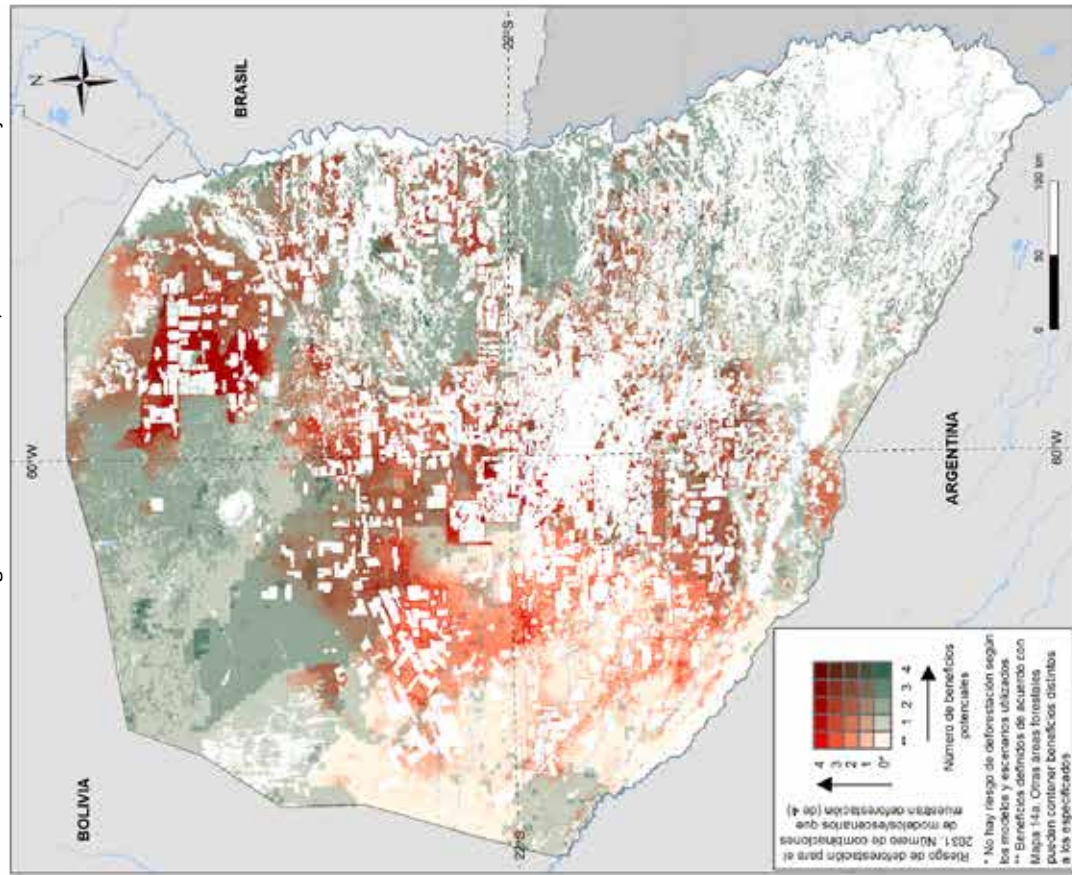 BOLIVIA
BRASIL
ARGENTINA
N
60°W
60°W
22°S
22°S
0
50
100 km
Riesgo de deforestación para el
2031. Número de combinaciones
de modelos/escenarios que
muestran deforestación (de 4)
4
3
2
1
0*
1 2 3 4
Número de beneficios
potenciales
* No hay riesgo de deforestación según
los modelos y escenarios utilizados
** Beneficios definidos de acuerdo con
Mapa 14a. Otras áreas forestales
pueden contener beneficios distintos
a los especificados